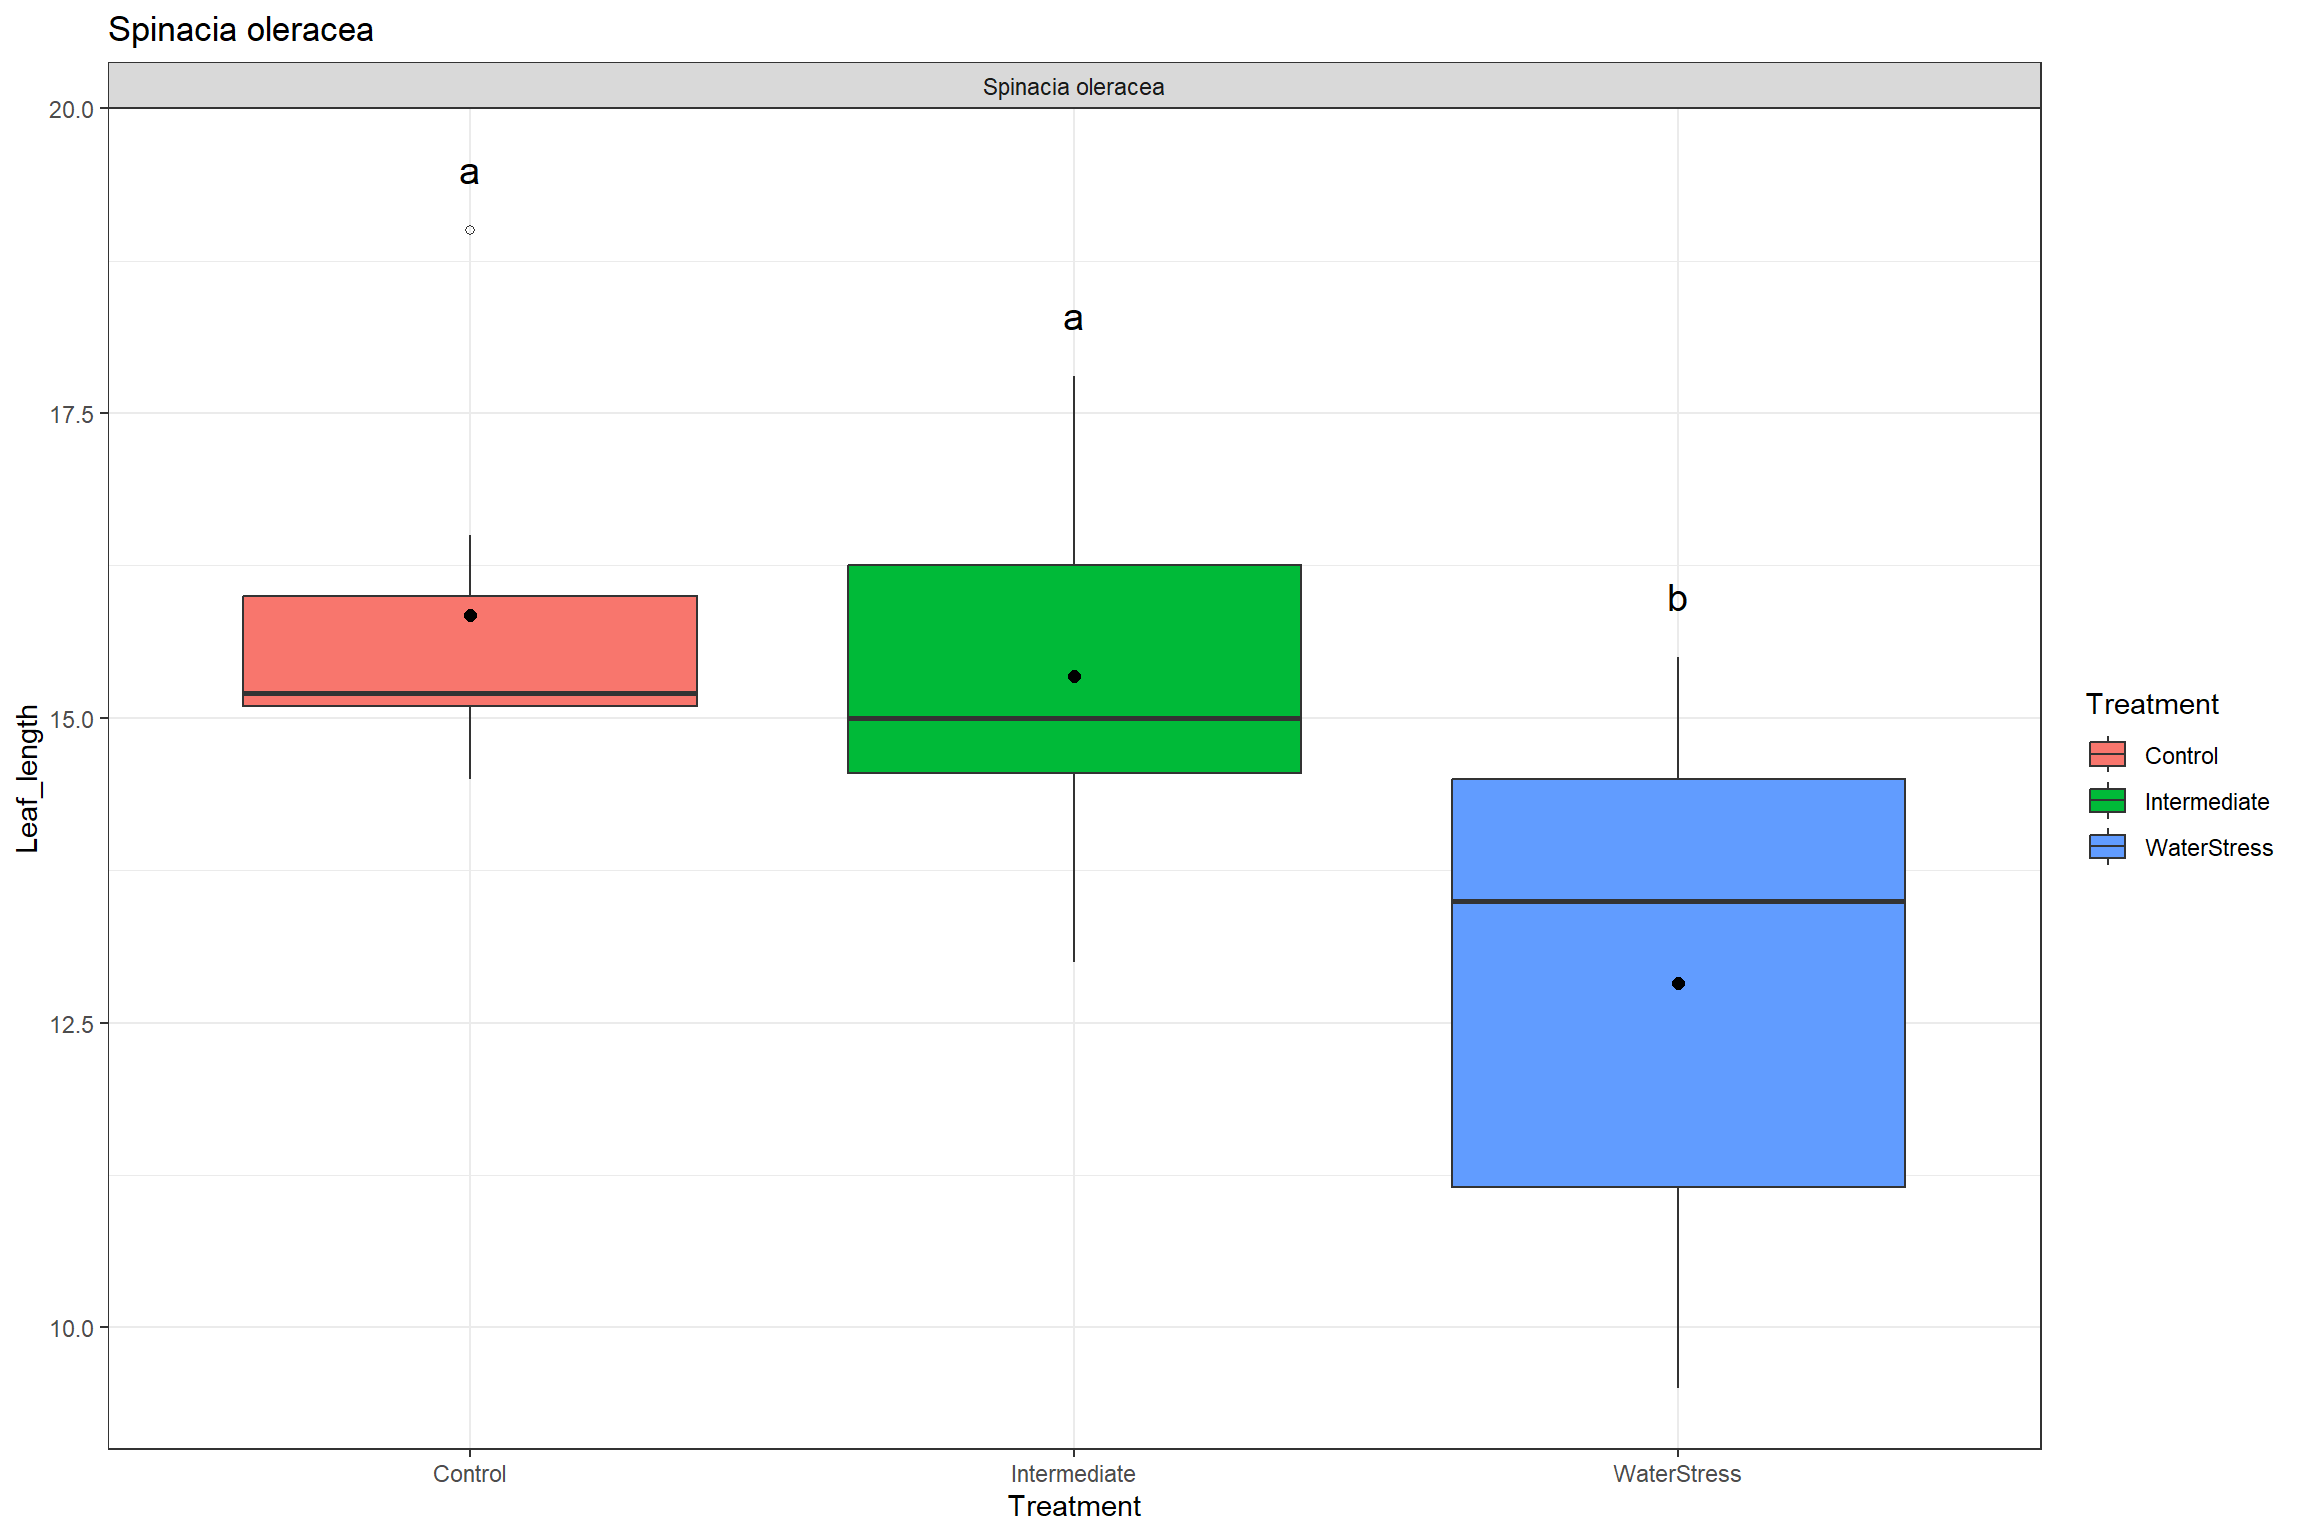 Spinacia oleracea
Spinacia oleracea
20.0
17.5
15.0
12.5
10.0
Leaf_length
a
a
b
Control
Intermediate
WaterStress
Treatment
Treatment
Control
Intermediate
WaterStress